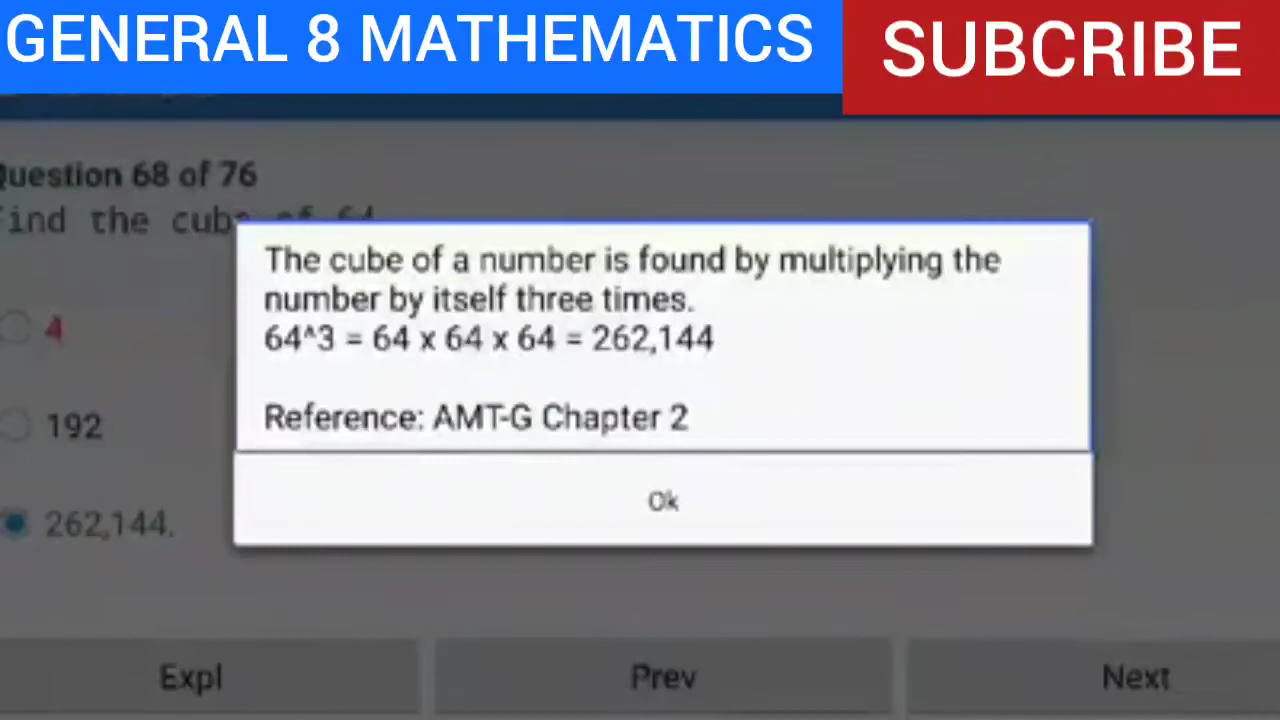 GENERAL 8 MATHEMATICS
SUBCRIBE
Question 68 of 76
Find the cube of 64
The cube of a number is found by multiplying the
number by itself three times.
64^3 = 64 x 64 x 64 = 262,144
Reference: AMT-G Chapter 2
Ok
4
192
262,144.
Expl
Prev
Next